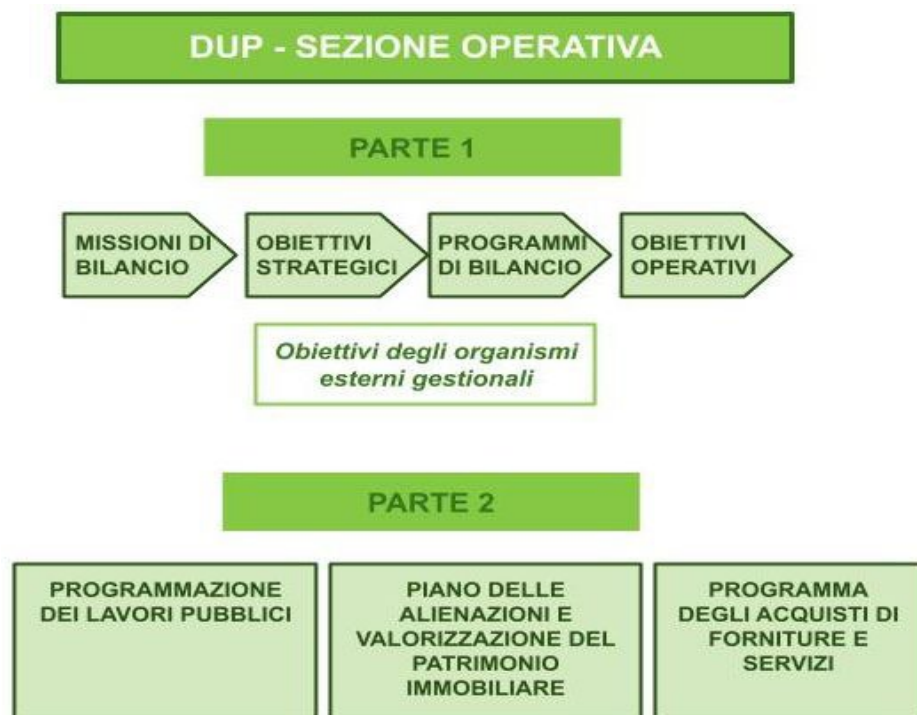 DUP - SEZIONE OPERATIVA
PARTE 1
MISSIONI DI
BILANCIO
OBIETTIVI
STRATEGICI
PROGRAMMI
DI BILANCIO
OBIETTIVI
OPERATIVI
Obiettivi degli organismi
esterni gestionali
PARTE 2
PROGRAMMAZIONE
DEI LAVORI PUBBLICI
PIANO DELLE
ALIENAZIONI E
VALORIZZAZIONE DEL
PATRIMONIO
IMMOBILIARE
PROGRAMMA
DEGLI ACQUISTI DI
FORNITURE E
SERVIZI